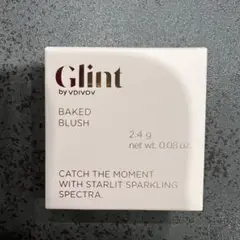 Glint
by VDIVOV
BAKED
BLUSH
2.4 g
net wt. 0.08 oz.
CATCH THE MOMENT
WITH STARLIT SPARKLING
SPECTRA.